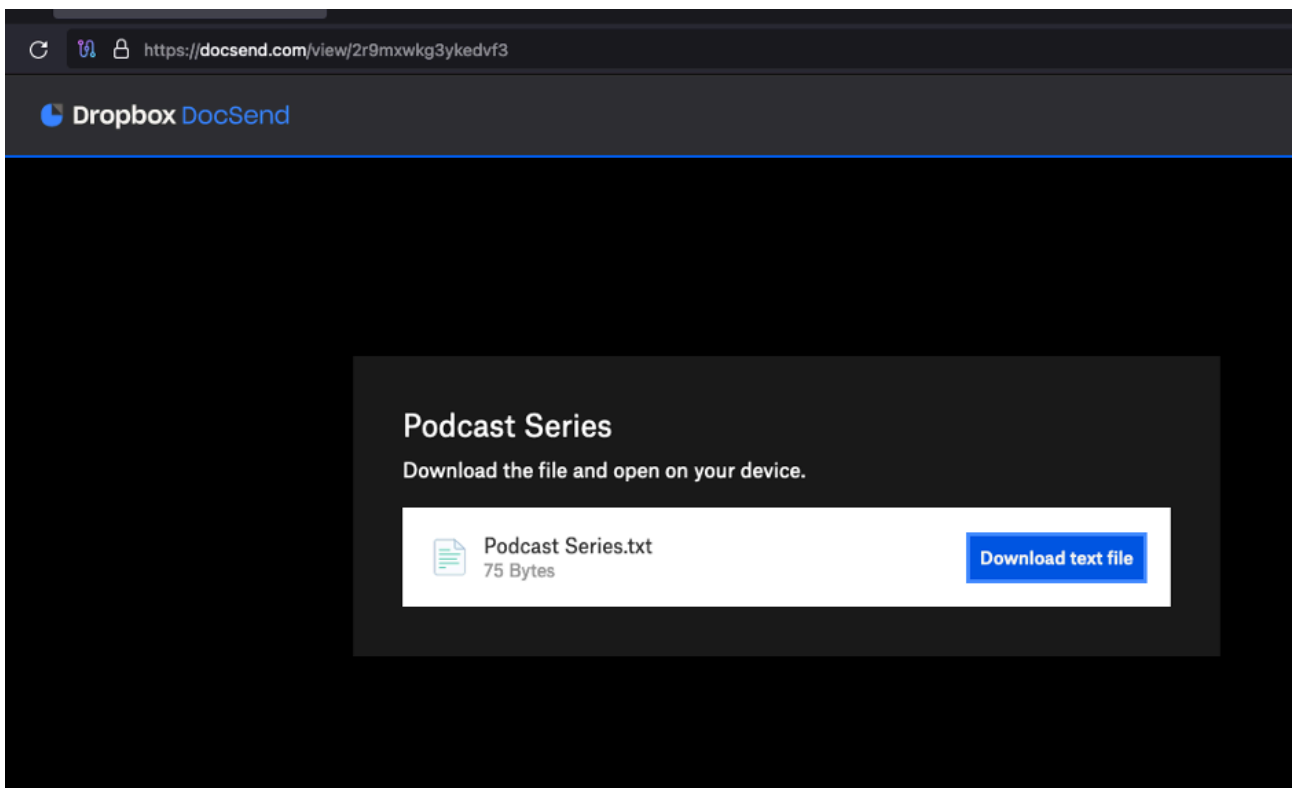 https://docsend.com/view/2r9mxwkg3ykedvf3
Dropbox DocSend
Podcast Series
Download the file and open on your device.
Podcast Series.txt
75 Bytes
Download text file